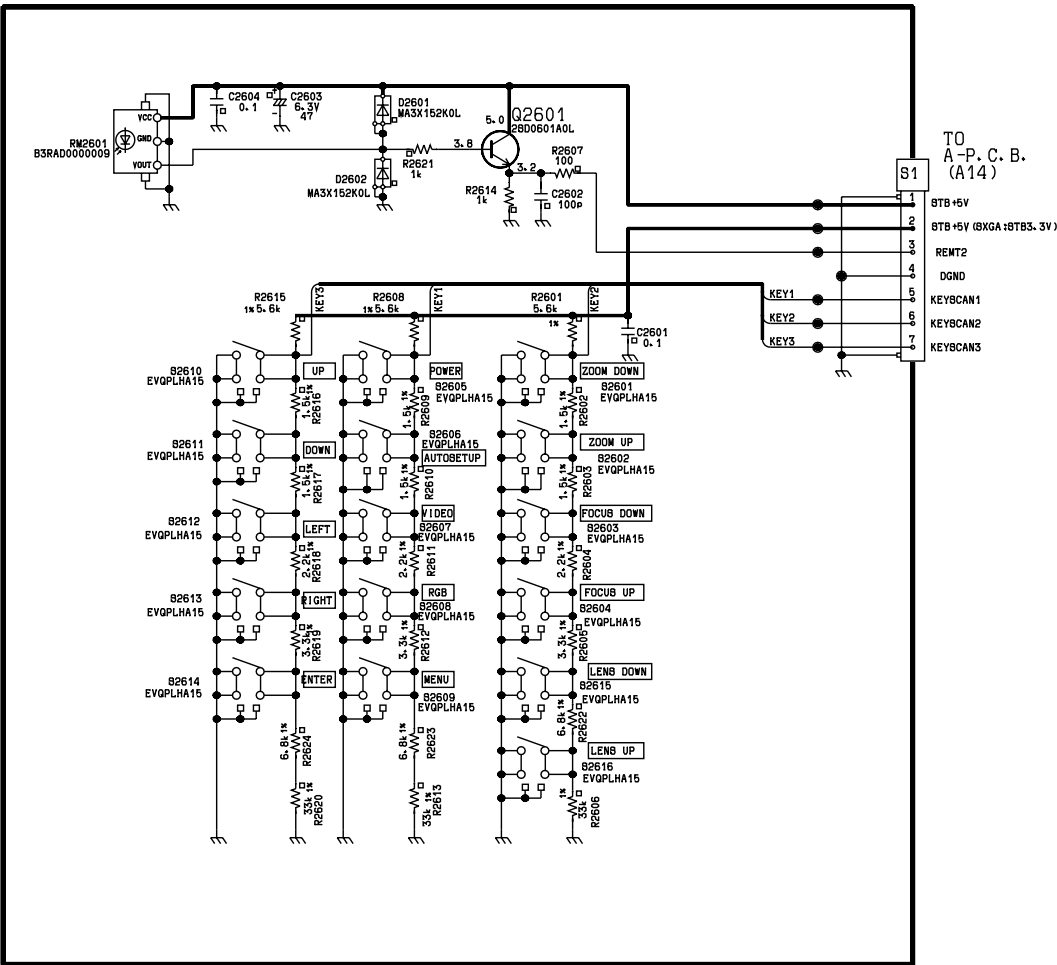 C2604
0.1
C2603
6.3V
47
D2601
MA3X152K0L
5.0
Q2601
2SD0601A0L
VCC
GND
VOUT
RM2601
B3RAD0000009
3.8
R2621
1k
D2602
MA3X152K0L
3.2
R2607
100
R2614
1k
C2602
100p
TO
A-P.C.B.
(A14)
S1
1 STB+5V
2 STB+5V(SXGA:STB3.3V)
3 REMT2
4 DGND
5 KEYSCAN1
6 KEYSCAN2
7 KEYSCAN3
KEY1
KEY2
KEY3
R2615
1% 5.6k
KEY3
R2608
1% 5.6k
KEY1
R2601
5.6k
1%
KEY2
C2601
0.1
S2610
EVQPLHA15
UP
1.5k 1%
R2616
POWER
S2605
EVQPLHA15
1.5k 1%
R2609
ZOOM DOWN
S2601
EVQPLHA15
1.5k 1%
R2602
S2611
EVQPLHA15
DOWN
1.5k 1%
R2617
S2606
EVQPLHA15
AUTOSETUP
1.5k 1%
R2610
ZOOM UP
S2602
EVQPLHA15
1.5k 1%
R2603
S2612
EVQPLHA15
LEFT
2.2k 1%
R2618
VIDEO
S2607
EVQPLHA15
2.2k 1%
R2611
FOCUS DOWN
S2603
EVQPLHA15
2.2k 1%
R2604
S2613
EVQPLHA15
RIGHT
3.3k 1%
R2619
RGB
S2608
EVQPLHA15
3.3k 1%
R2612
FOCUS UP
S2604
EVQPLHA15
3.3k 1%
R2605
S2614
EVQPLHA15
ENTER
6.8k 1%
R2624
MENU
S2609
EVQPLHA15
6.8k 1%
R2623
LENS DOWN
S2615
EVQPLHA15
6.8k 1%
R2622
LENS UP
S2616
EVQPLHA15
33k 1%
R2620
33k 1%
R2613
1%
33k
R2606